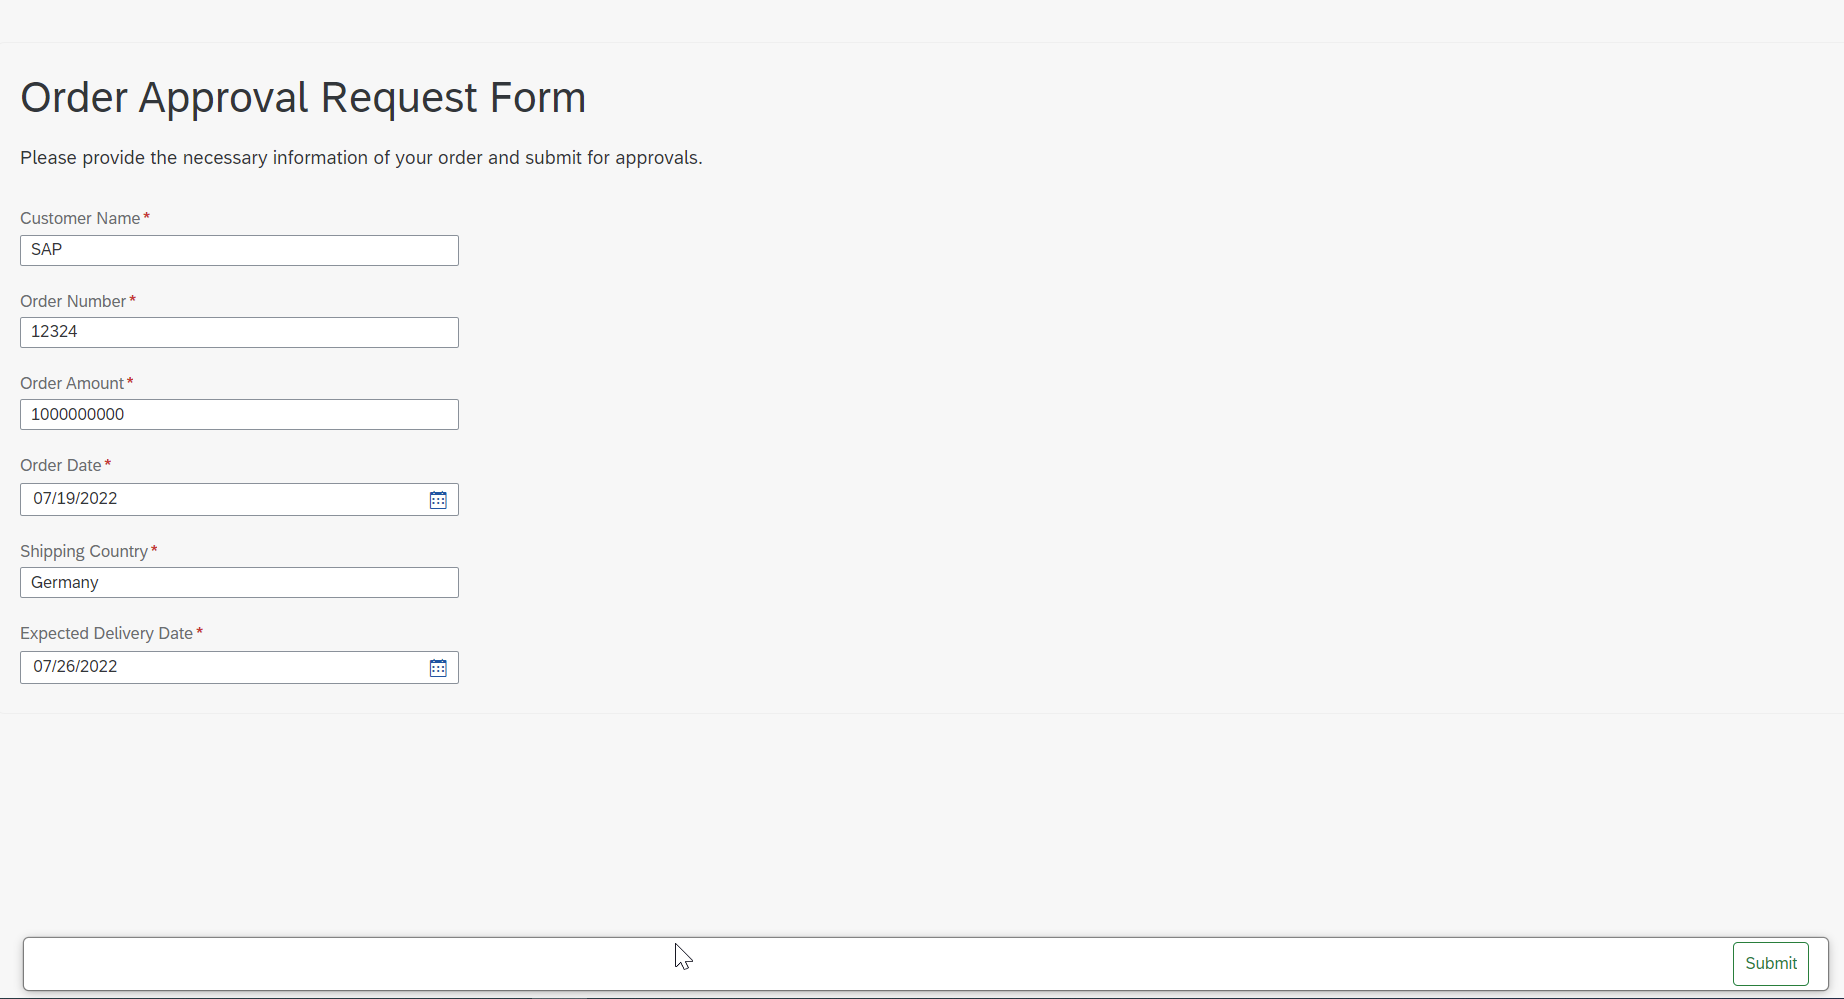 Order Approval Request Form
Please provide the necessary information of your order and submit for approvals.
Customer Name*
SAP
Order Number*
12324
Order Amount*
1000000000
Order Date*
07/19/2022
Shipping Country*
Germany
Expected Delivery Date*
07/26/2022
Submit